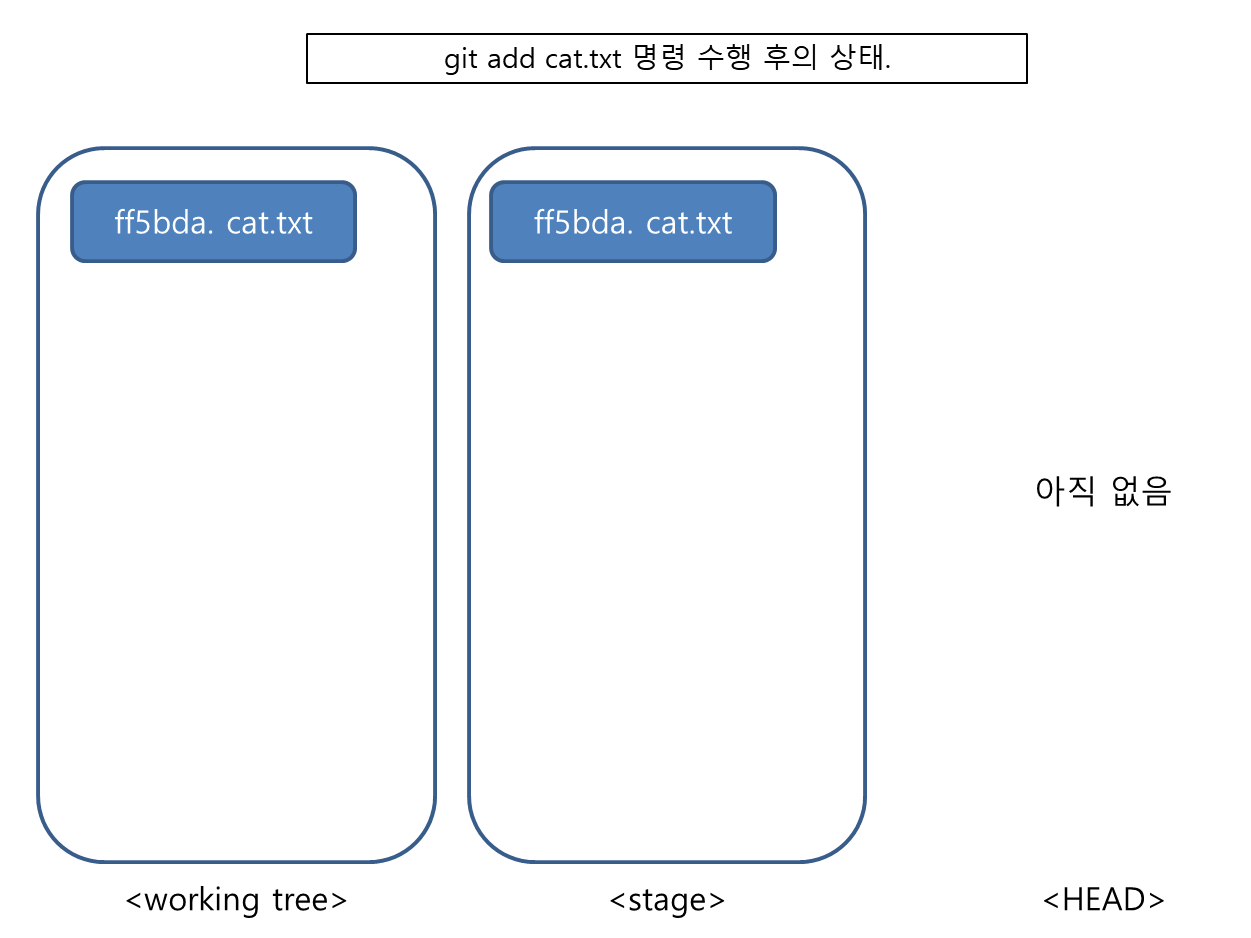 git add cat.txt 명령 수행 후의 상태.
ff5bda. cat.txt
ff5bda. cat.txt
아직 없음
<working tree>
<stage>
<HEAD>